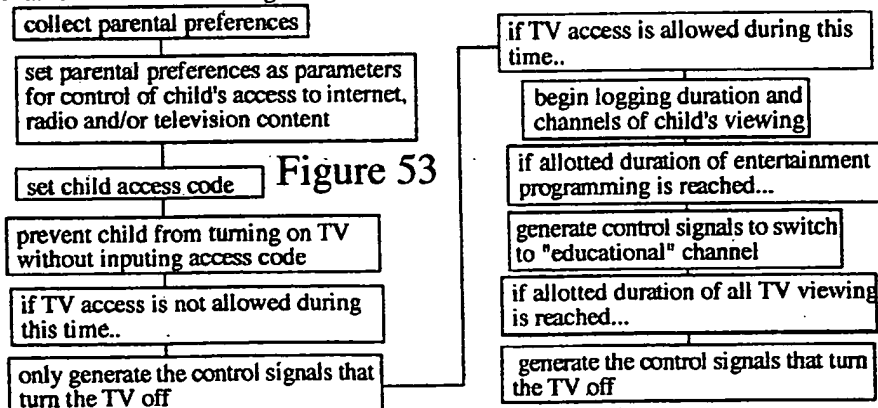 collect parental preferences
set parental preferences as parameters
for control of child's access to internet,
radio and/or television content
set child access code
Figure 53
prevent child from turning on TV
without inputing access code
if TV access is not allowed during
this time..
only generate the control signals that
turn the TV off
if TV access is allowed during this
time..
begin logging duration and
channels of child's viewing
if allotted duration of entertainment
programming is reached...
generate control signals to switch
to "educational" channel
if allotted duration of all TV viewing
is reached...
generate the control signals that turn
the TV off